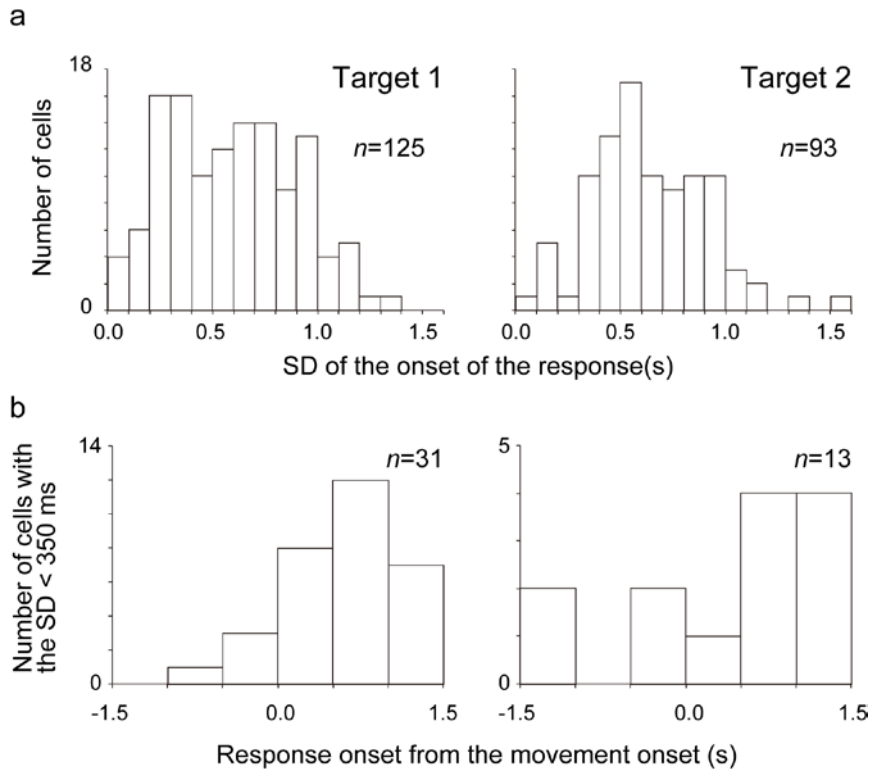 a
18
0
Number of cells
Target 1
n=125
0.0 0.5 1.0 1.5
Target 2
n=93
0.0 0.5 1.0 1.5
SD of the onset of the response(s)
b
14
0
Number of cells with
the SD < 350 ms
n=31
-1.5 0.0 1.5
5
0
n=13
-1.5 0.0 1.5
Response onset from the movement onset (s)